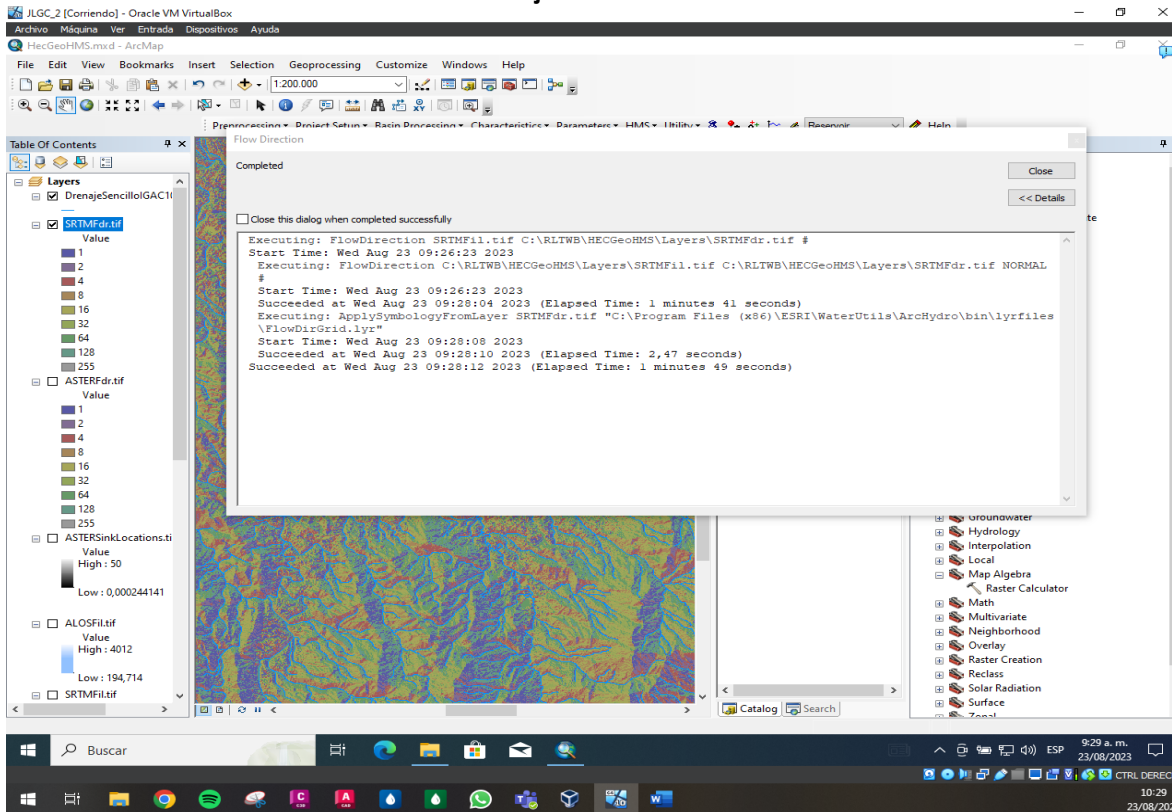 JLGC_2 [Corriendo] - Oracle VM VirtualBox
Archivo Máquina Ver Entrada Dispositivos Ayuda
HecGeoHMS.mxd - ArcMap
File Edit View Bookmarks Insert Selection Geoprocessing Customize Windows Help
1:200.000
Preprocessing Project Setup Basin Processing Characteristics Parameters HMS Utility Reservoir Help
Table Of Contents
Layers
DrenajeSencilloIGAC10
SRTMFdr.tif
Value
1
2
4
8
16
32
64
128
255
ASTERFdr.tif
Value
1
2
4
8
16
32
64
128
255
ASTERSinkLocations.ti
Value
High : 50
Low : 0,000244141
ALOSFil.tif
Value
High : 4012
Low : 194,714
SRTMFil.tif
Flow Direction
Completed
Close
<< Details
Close this dialog when completed successfully
Executing: FlowDirection SRTMFil.tif C:\RLTWB\HECGeoHMS\Layers\SRTMFdr.tif #
Start Time: Wed Aug 23 09:26:23 2023
Executing: FlowDirection C:\RLTWB\HECGeoHMS\Layers\SRTMFil.tif C:\RLTWB\HECGeoHMS\Layers\SRTMFdr.tif NORMAL
#
Start Time: Wed Aug 23 09:26:23 2023
Succeeded at Wed Aug 23 09:28:04 2023 (Elapsed Time: 1 minutes 41 seconds)
Executing: ApplySymbologyFromLayer SRTMFdr.tif "C:\Program Files (x86)\ESRI\WaterUtils\ArcHydro\bin\lyrfiles
\FlowDirGrid.lyr"
Start Time: Wed Aug 23 09:28:08 2023
Succeeded at Wed Aug 23 09:28:10 2023 (Elapsed Time: 2,47 seconds)
Succeeded at Wed Aug 23 09:28:12 2023 (Elapsed Time: 1 minutes 49 seconds)
te
Groundwater
Hydrology
Interpolation
Local
Map Algebra
Raster Calculator
Math
Multivariate
Neighborhood
Overlay
Raster Creation
Reclass
Solar Radiation
Surface
Zonal
Catalog Search
Buscar
ESP
9:29 a. m.
23/08/2023
CTRL DEREC
10:29
23/08/20